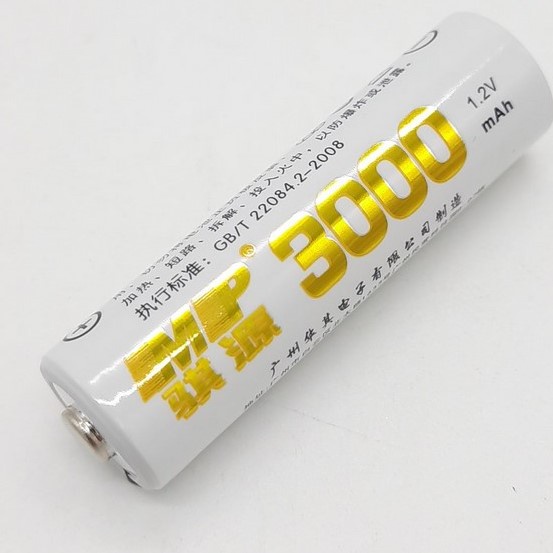 加热、短路、拆解、投入火中，以防爆炸或泄露。
执行标准：GB/T 22084.2-2008
MP®
骐源
3000
1.2V
mAh
广州华其电子有限公司制造